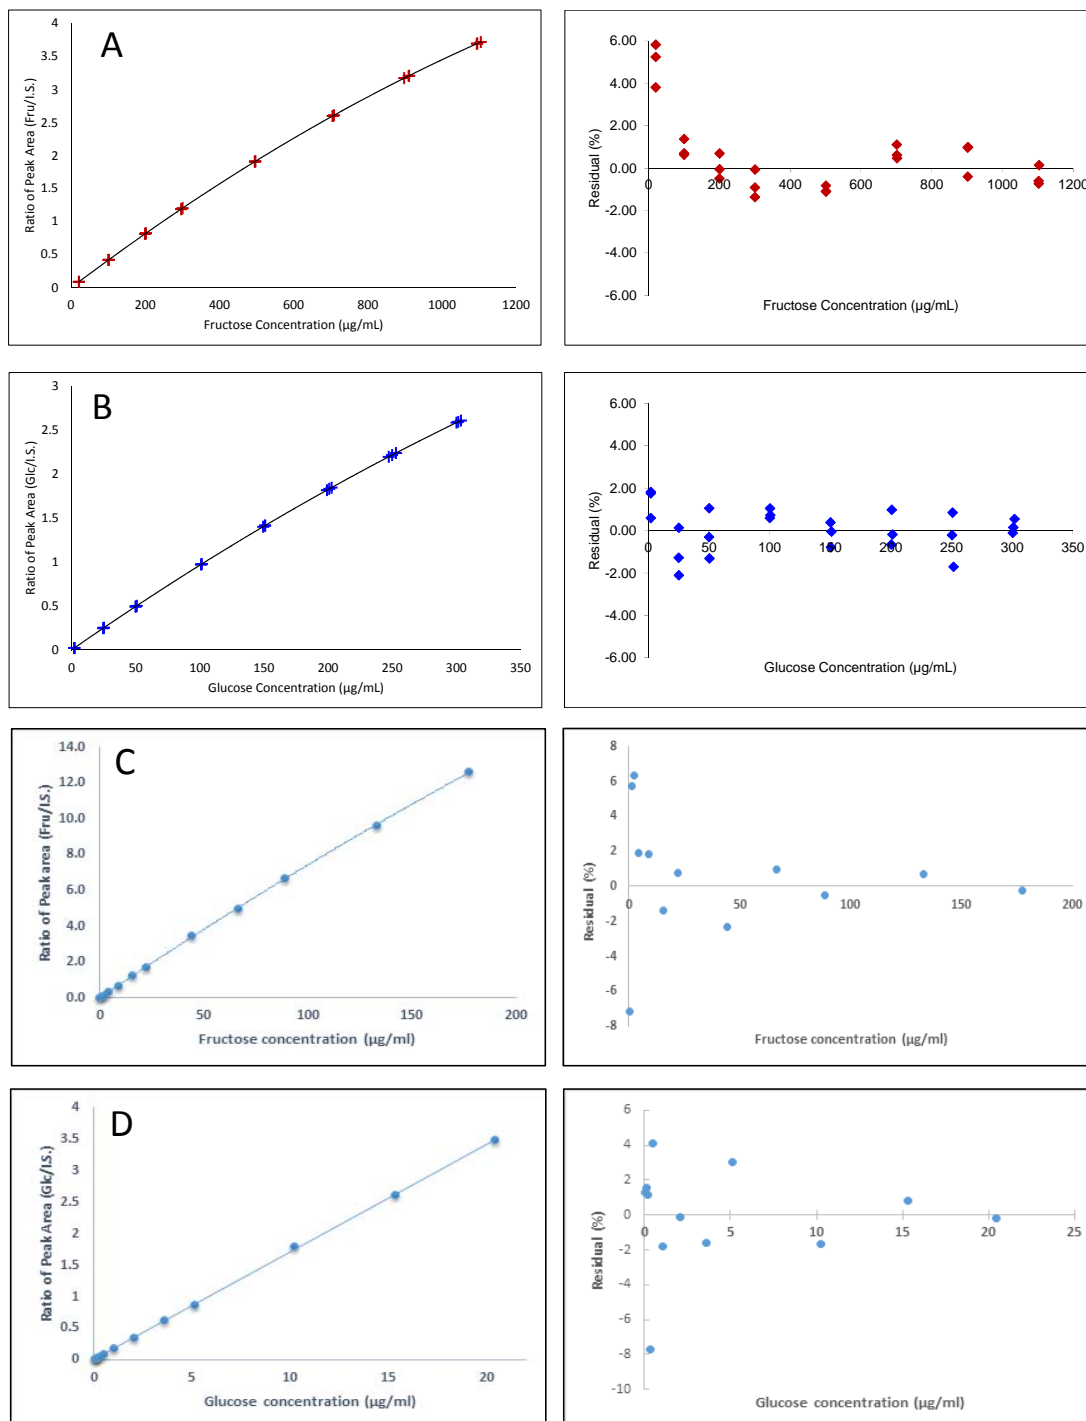 A
Ratio of Peak Area (Fru/I.S.)
4
3.5
3
2.5
2
1.5
1
0.5
0
0 200 400 600 800 1000 1200
Fructose Concentration (µg/mL)
Residual (%)
6.00
4.00
2.00
0.00
-2.00
-4.00
-6.00
0 200 400 600 800 1000 1200
Fructose Concentration (µg/mL)
B
Ratio of Peak Area (Glc/I.S.)
3
2.5
2
1.5
1
0.5
0
0 50 100 150 200 250 300 350
Glucose Concentration (µg/mL)
Residual (%)
6.00
4.00
2.00
0.00
-2.00
-4.00
-6.00
0 50 100 150 200 250 300 350
Glucose Concentration (µg/mL)
C
Ratio of Peak area (Fru/I.S.)
14.0
12.0
10.0
8.0
6.0
4.0
2.0
0.0
0 50 100 150 200
Fructose concentration (µg/ml)
Residual (%)
8
6
4
2
0
-2
-4
-6
-8
0 50 100 150 200
Fructose concentration (µg/ml)
D
Ratio of Peak Area (Glc/I.S.)
4
3.5
3
2.5
2
1.5
1
0.5
0
0 5 10 15 20
Glucose concentration (µg/ml)
Residual (%)
6
4
2
0
-2
-4
-6
-8
-10
0 5 10 15 20 25
Glucose concentration (µg/ml)